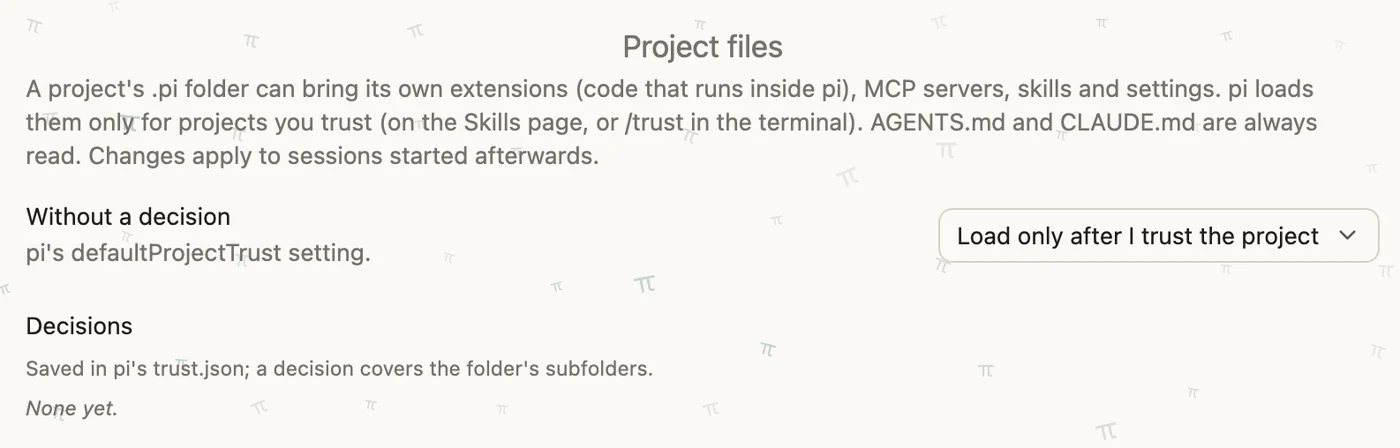 Project files
A project's .pi folder can bring its own extensions (code that runs inside pi), MCP servers, skills and settings. pi loads
them only for projects you trust (on the Skills page, or /trust in the terminal). AGENTS.md and CLAUDE.md are always
read. Changes apply to sessions started afterwards.
Without a decision
pi's defaultProjectTrust setting.
Load only after I trust the project
Decisions
Saved in pi's trust.json; a decision covers the folder's subfolders.
None yet.